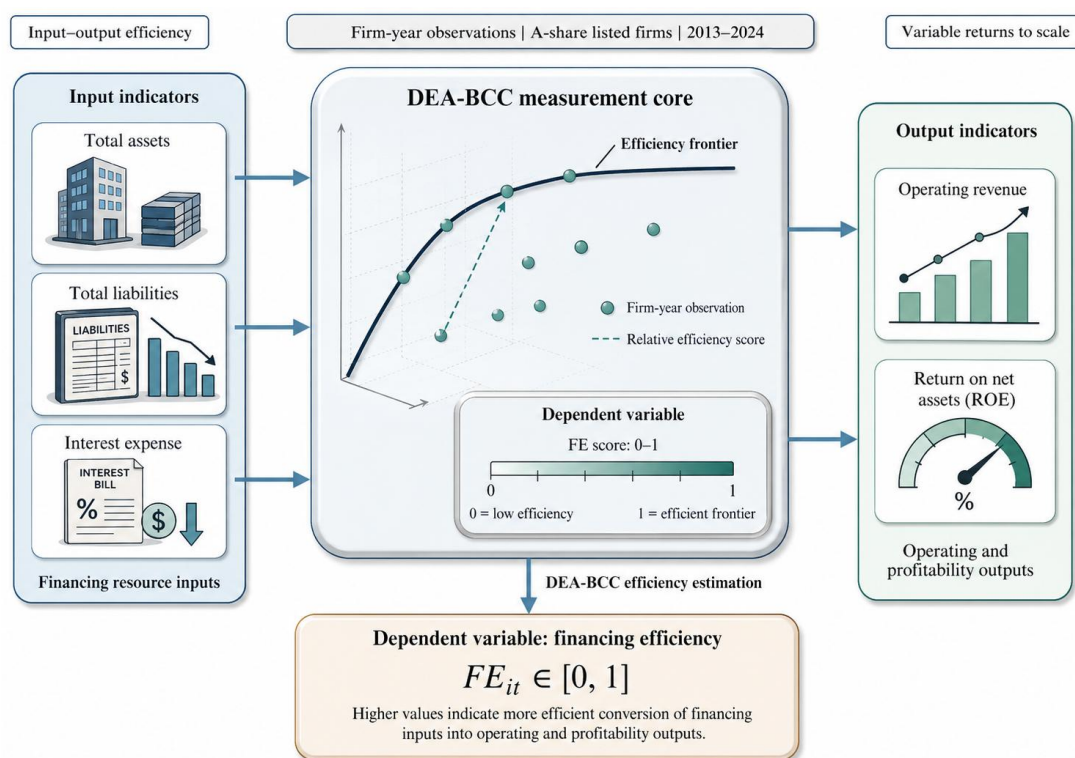 Input–output efficiency
Firm-year observations | A-share listed firms | 2013–2024
Variable returns to scale
Input indicators
Total assets
Total liabilities
LIABILITIES
$
Interest expense
INTEREST
BILL
%
$
Financing resource inputs
DEA-BCC measurement core
Efficiency frontier
Firm-year observation
Relative efficiency score
Dependent variable
FE score: 0–1
0 1
0 = low efficiency 1 = efficient frontier
Output indicators
Operating revenue
Return on net
assets (ROE)
%
Operating and
profitability outputs
DEA-BCC efficiency estimation
Dependent variable: financing efficiency
FE_it ∈ [0, 1]
Higher values indicate more efficient conversion of financing
inputs into operating and profitability outputs.